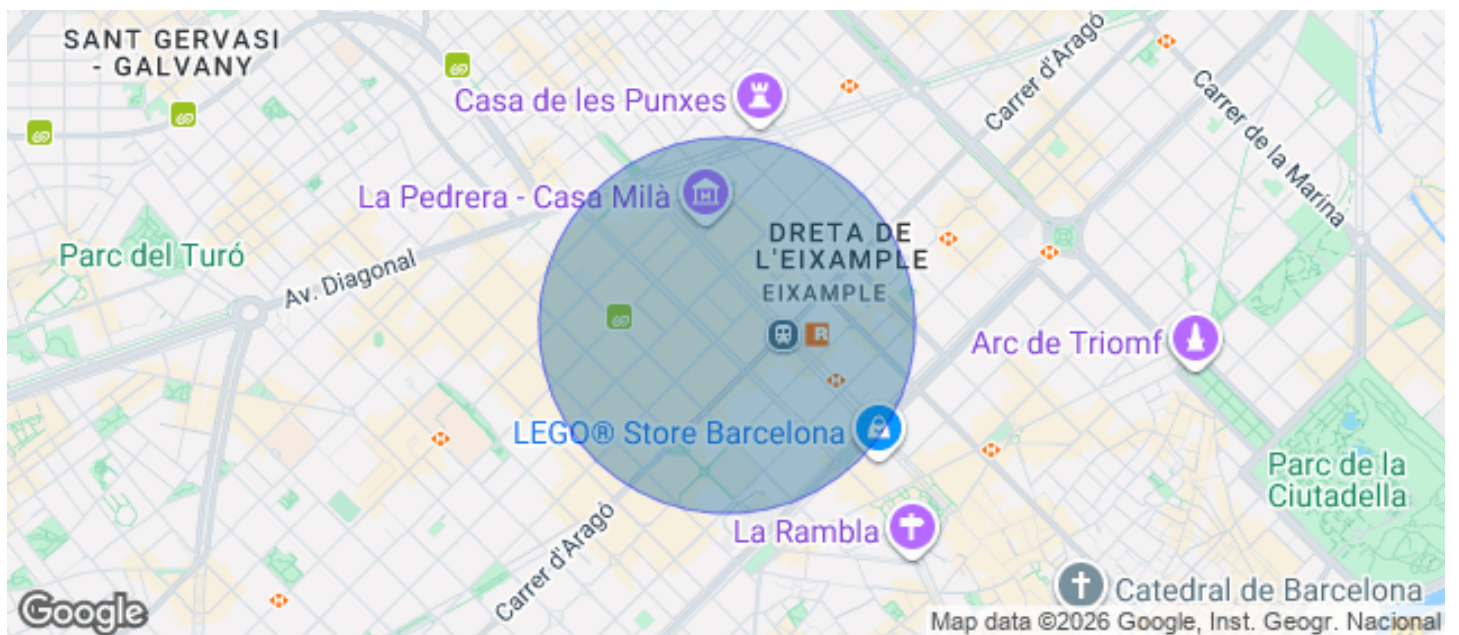 SANT GERVASI
- GALVANY
Casa de les Punxes
Carrer d'Aragó
Carrer de la Marina
La Pedrera - Casa Milà
DRETA DE
L'EIXAMPLE
EIXAMPLE
Parc del Turó
Av. Diagonal
R
Arc de Triomf
LEGO® Store Barcelona
Parc de la
Ciutadella
La Rambla
Carrer d'Aragó
Catedral de Barcelona
Google
Map data ©2026 Google, Inst. Geogr. Nacional